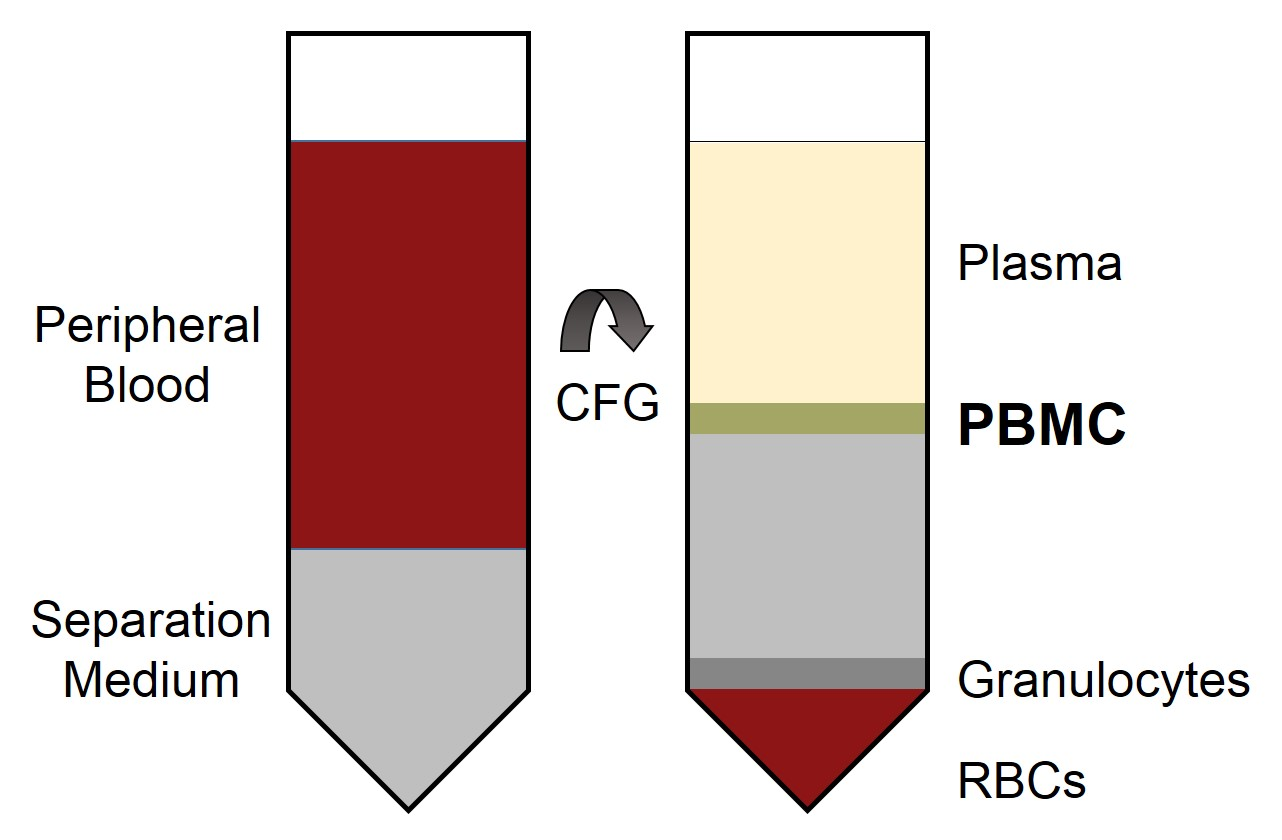 Peripheral
Blood
Separation
Medium
CFG
Plasma
PBMC
Granulocytes
RBCs